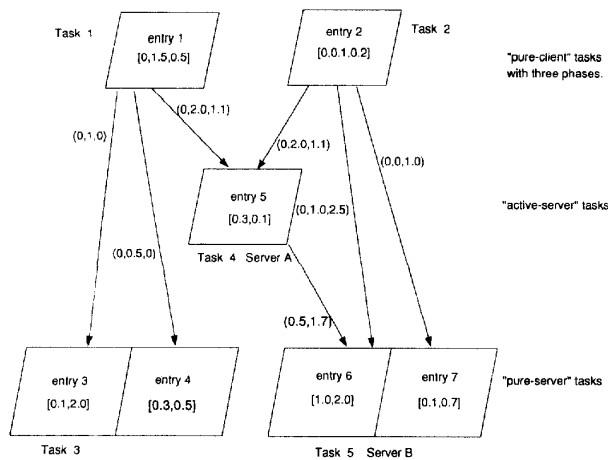 Task 1
entry 1
[0,1.5,0.5]
entry 2
[0.0.1,0.2]
Task 2
"pure-client" tasks
with three phases.
(0,1,0)
(0,2.0,1.1)
(0,2.0,1.1)
(0,0,1.0)
entry 5
[0.3,0.1]
(0,1.0,2.5)
"active-server" tasks
(0,0.5,0)
Task 4 Server A
(0.5,1.7)
entry 3
[0.1,2.0]
entry 4
[0.3,0.5]
entry 6
[1.0,2.0]
entry 7
[0.1,0.7]
"pure-server" tasks
Task 3
Task 5 Server B